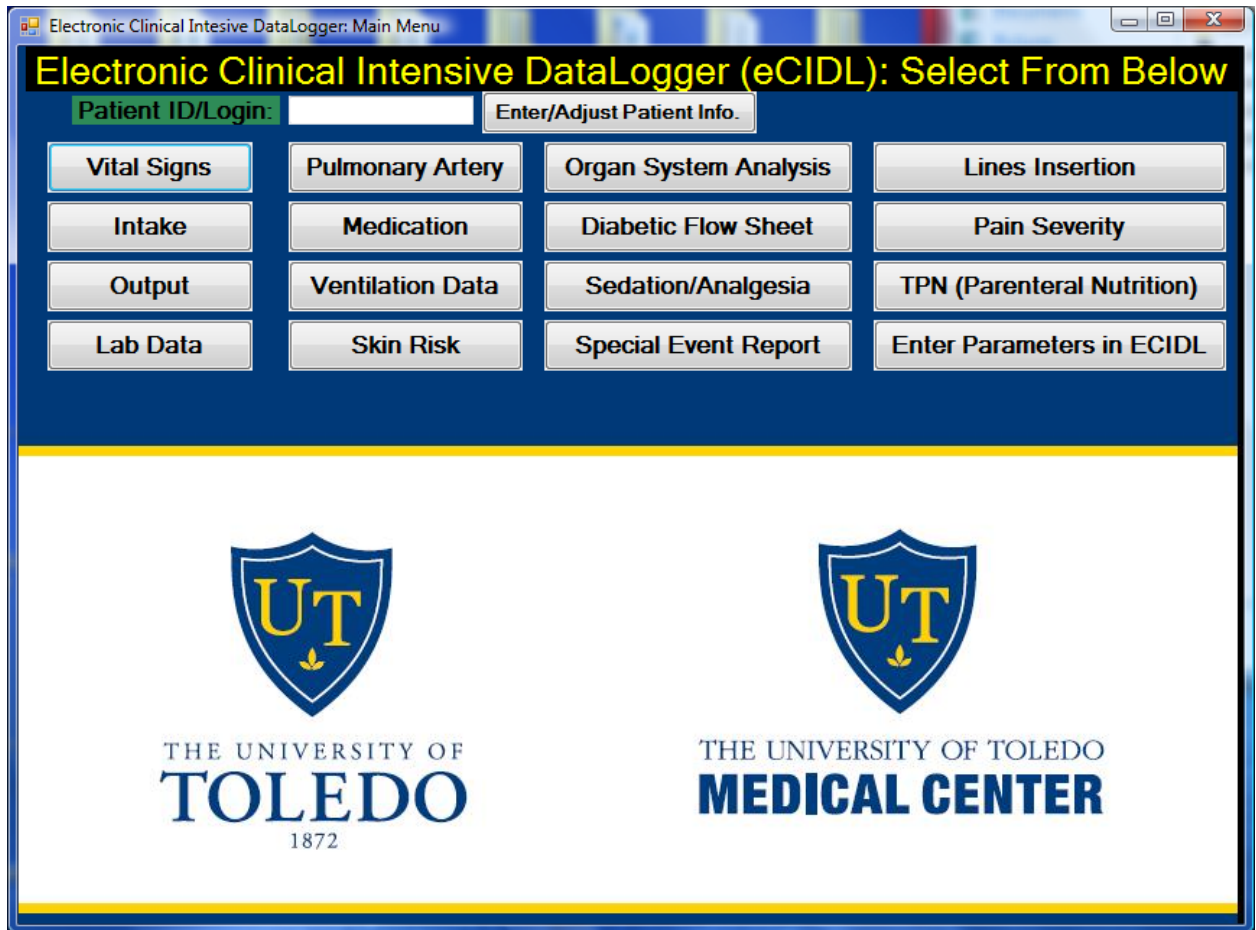 Electronic Clinical Intesive DataLogger: Main Menu
Electronic Clinical Intensive DataLogger (eCIDL): Select From Below
Patient ID/Login: Enter/Adjust Patient Info.
Vital Signs Pulmonary Artery Organ System Analysis Lines Insertion
Intake Medication Diabetic Flow Sheet Pain Severity
Output Ventilation Data Sedation/Analgesia TPN (Parenteral Nutrition)
Lab Data Skin Risk Special Event Report Enter Parameters in ECIDL
UT
THE UNIVERSITY OF
TOLEDO
1872
UT
THE UNIVERSITY OF TOLEDO
MEDICAL CENTER